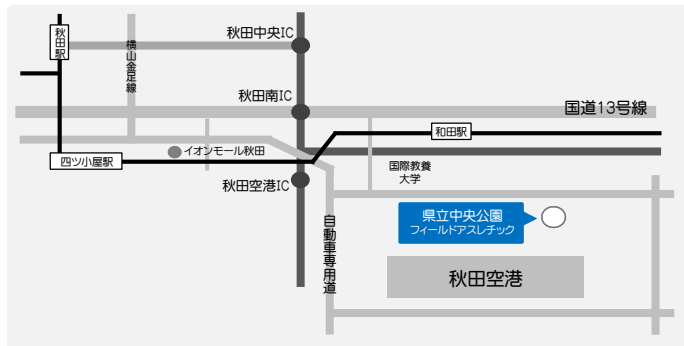 秋田駅
横山金足線
秋田中央IC
秋田南IC
国道13号線
和田駅
イオンモール秋田
四ツ小屋駅
国際教養
大学
秋田空港IC
自動車専用道
県立中央公園
フィールドアスレチック
秋田空港